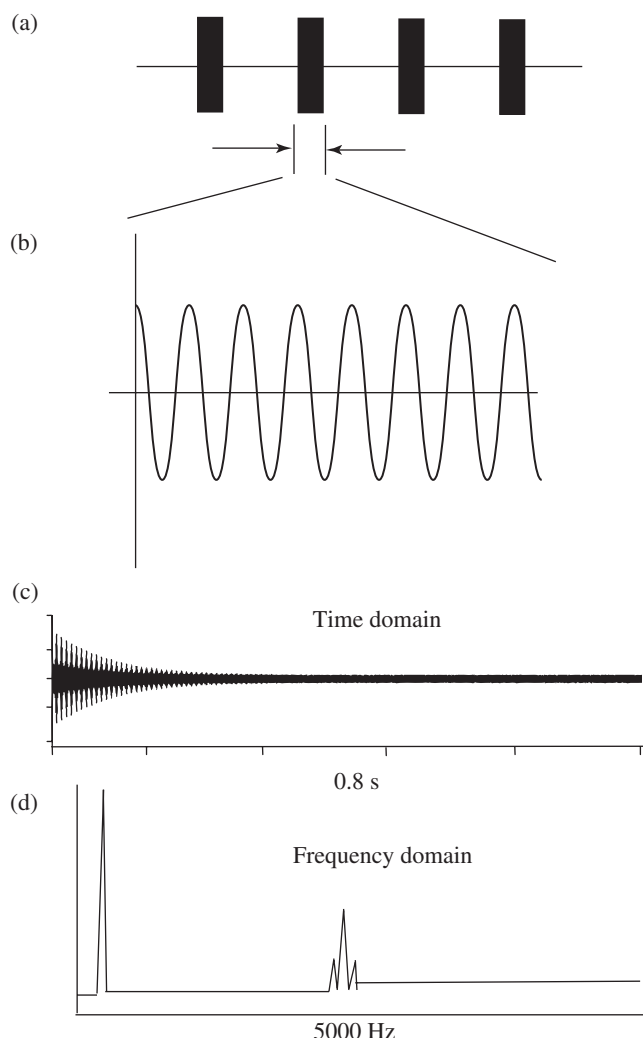 (a)
(b)
(c)
Time domain
0.8 s
(d)
Frequency domain
5000 Hz